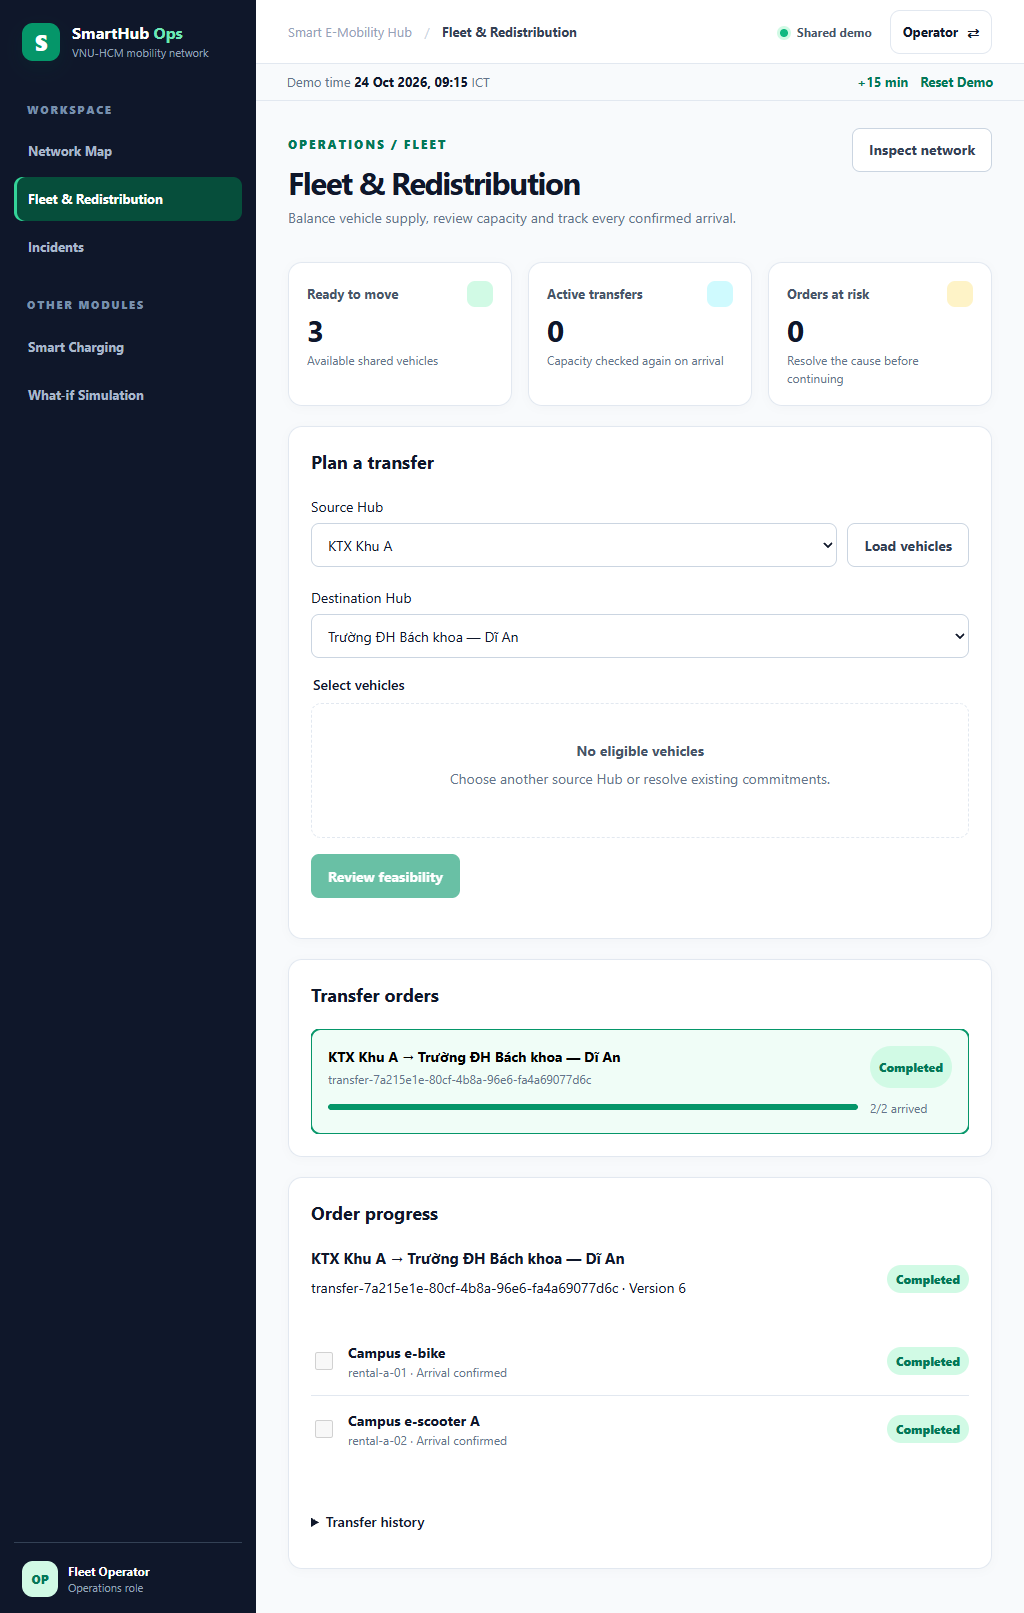 S
SmartHub Ops
VNU-HCM mobility network
WORKSPACE
Network Map
Fleet & Redistribution
Incidents
OTHER MODULES
Smart Charging
What-if Simulation
OP
Fleet Operator
Operations role
Smart E-Mobility Hub / Fleet & Redistribution
Shared demo
Operator ⇄
Demo time 24 Oct 2026, 09:15 ICT
+15 min Reset Demo
OPERATIONS / FLEET
Fleet & Redistribution
Balance vehicle supply, review capacity and track every confirmed arrival.
Inspect network
Ready to move
3
Available shared vehicles
Active transfers
0
Capacity checked again on arrival
Orders at risk
0
Resolve the cause before
continuing
Plan a transfer
Source Hub
KTX Khu A
Load vehicles
Destination Hub
Trường ĐH Bách khoa — Dĩ An
Select vehicles
No eligible vehicles
Choose another source Hub or resolve existing commitments.
Review feasibility
Transfer orders
KTX Khu A → Trường ĐH Bách khoa — Dĩ An
transfer-7a215e1e-80cf-4b8a-96e6-fa4a69077d6c
Completed
2/2 arrived
Order progress
KTX Khu A → Trường ĐH Bách khoa — Dĩ An
transfer-7a215e1e-80cf-4b8a-96e6-fa4a69077d6c · Version 6
Completed
Campus e-bike
rental-a-01 · Arrival confirmed
Completed
Campus e-scooter A
rental-a-02 · Arrival confirmed
Completed
▶ Transfer history